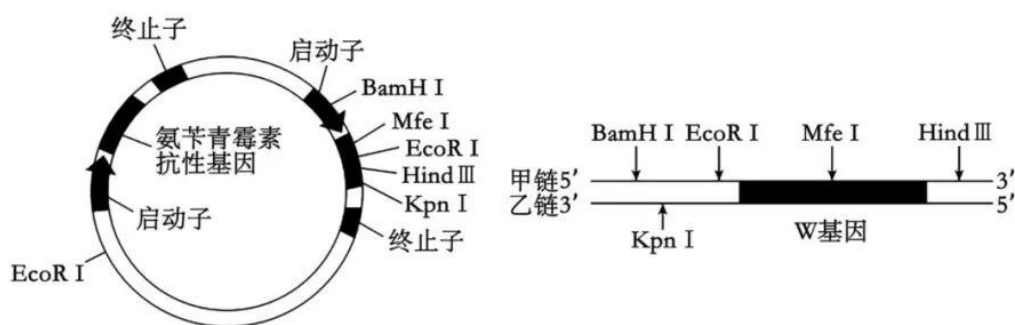 终止子
启动子
BamH I
Mfe I
EcoR I
Hind Ⅲ
Kpn I
氨苄青霉素
抗性基因
启动子
终止子
EcoR I
BamH I EcoR I Mfe I Hind Ⅲ
甲链5′ 3′
乙链3′ 5′
Kpn I W基因